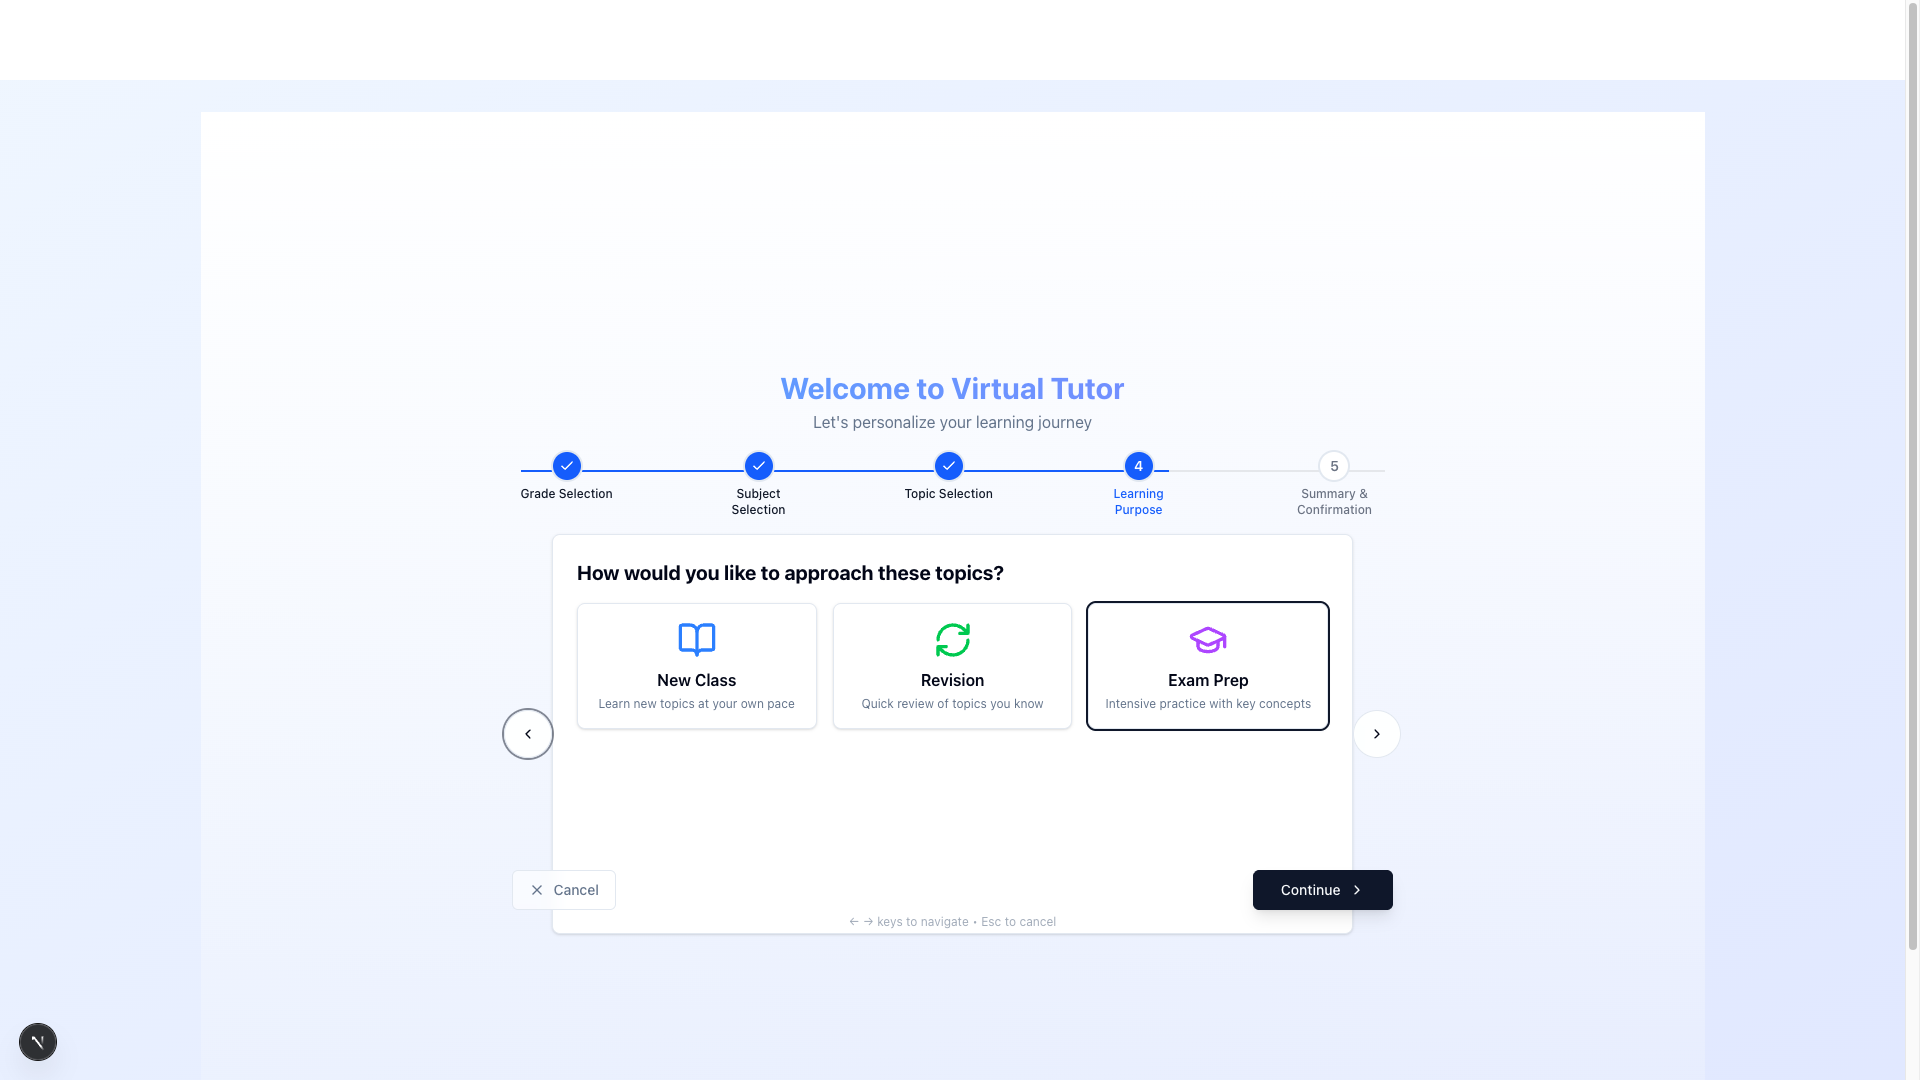 Welcome to Virtual Tutor
Let's personalize your learning journey
4
5
Grade Selection
Subject
Selection
Topic Selection
Learning
Purpose
Summary &
Confirmation
How would you like to approach these topics?
New Class
Learn new topics at your own pace
Revision
Quick review of topics you know
Exam Prep
Intensive practice with key concepts
Cancel
Continue
← → keys to navigate • Esc to cancel
N